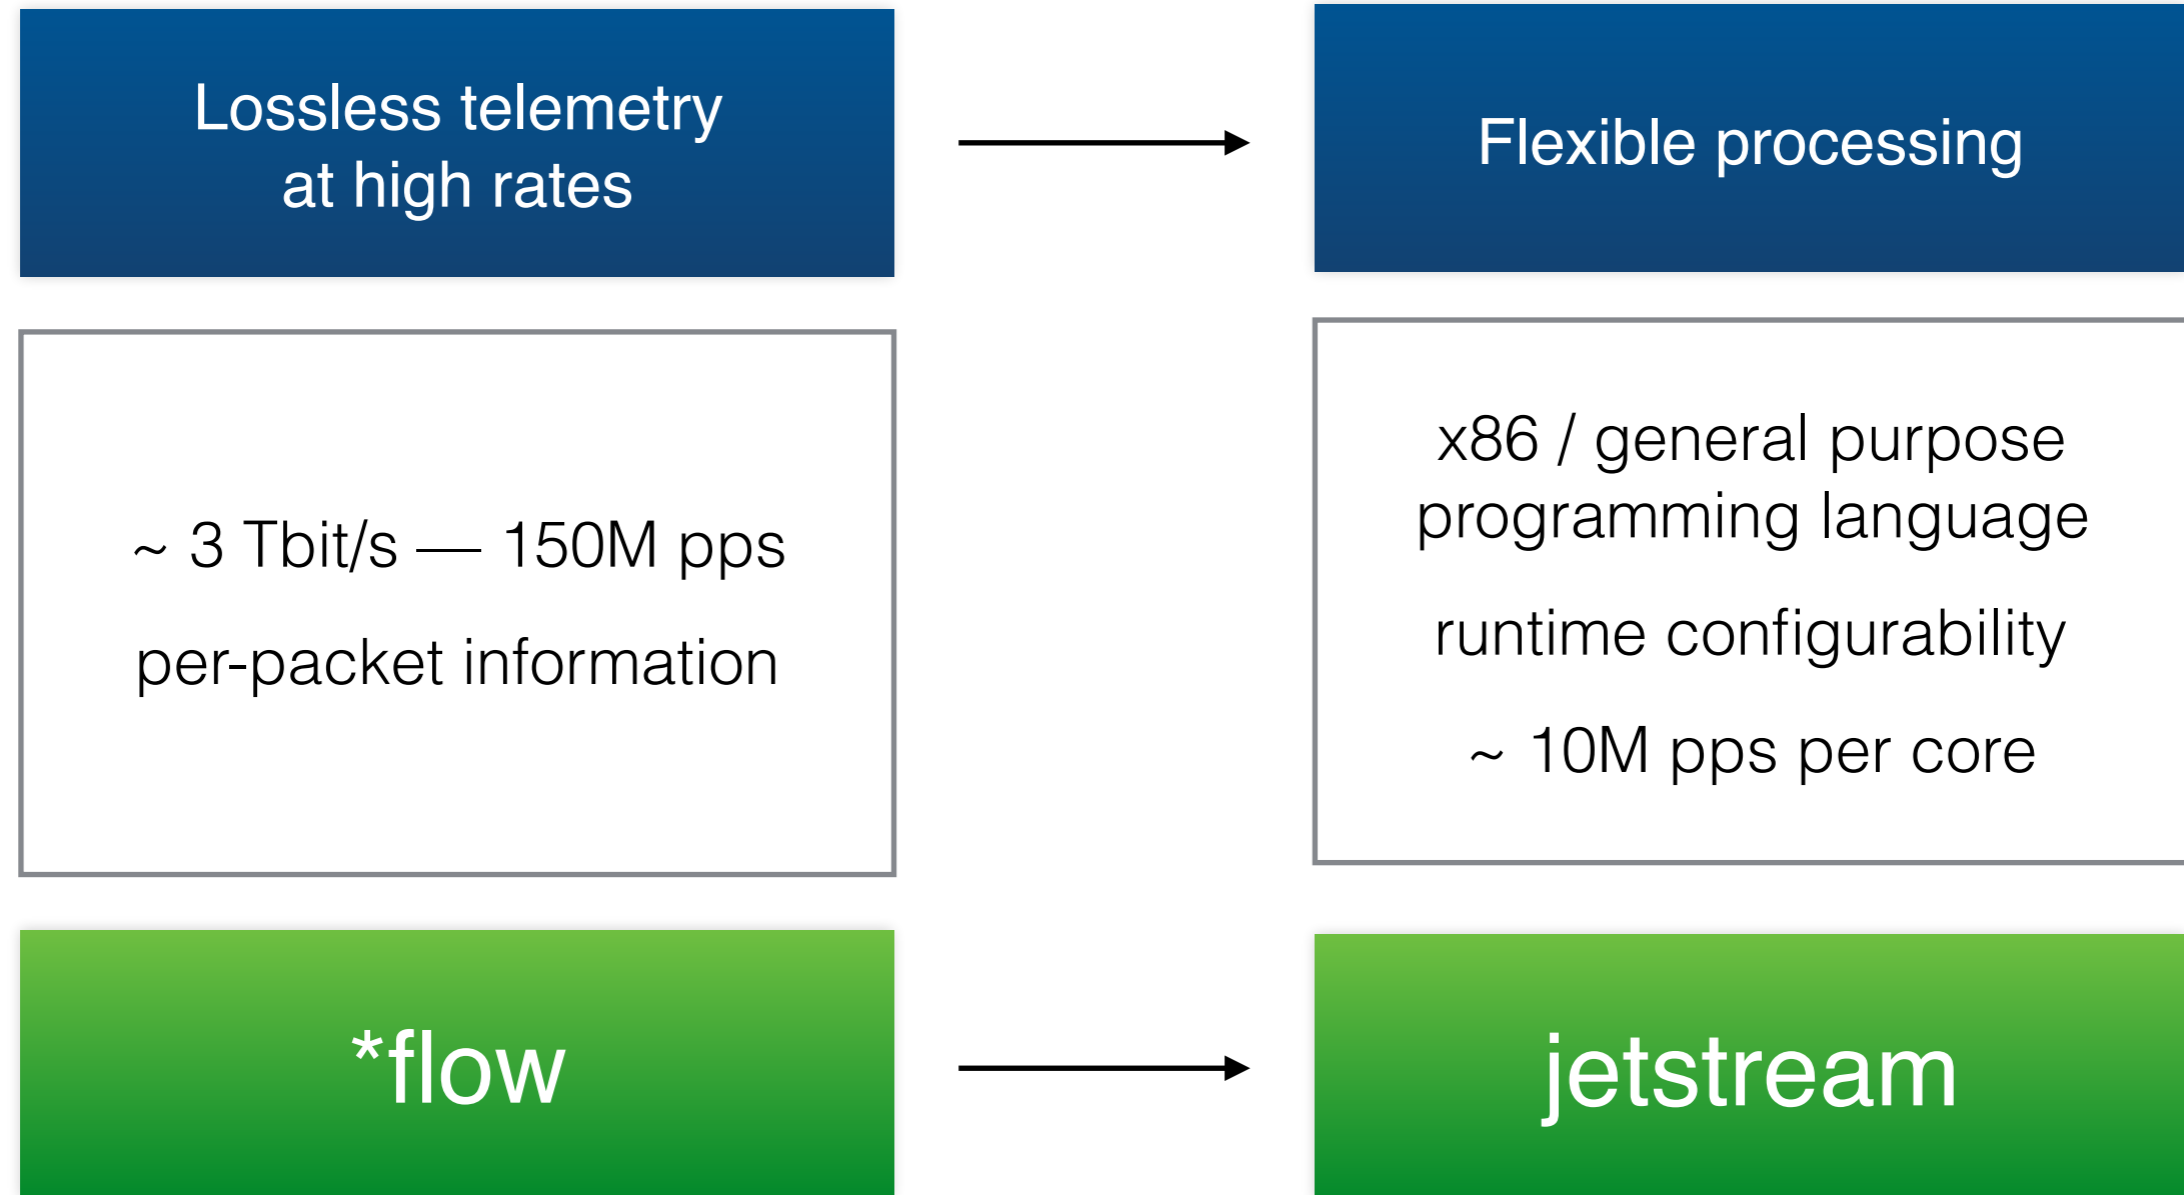 Lossless telemetry
at high rates
Flexible processing
~ 3 Tbit/s — 150M pps
per-packet information
x86 / general purpose
programming language
runtime configurability
~ 10M pps per core
*flow
jetstream